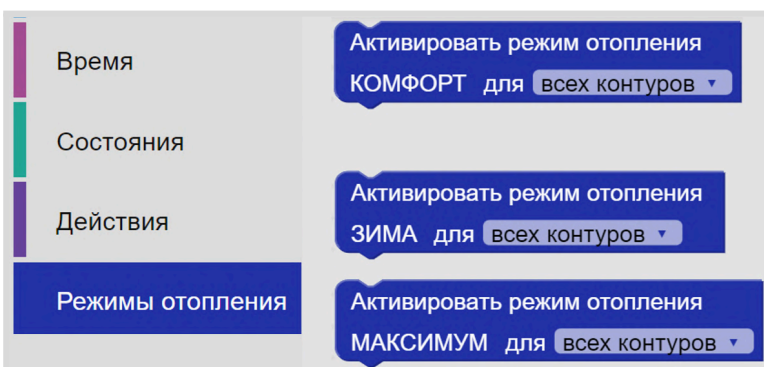 Время
Состояния
Действия
Режимы отопления
Активировать режим отопления
КОМФОРТ для всех контуров
Активировать режим отопления
ЗИМА для всех контуров
Активировать режим отопления
МАКСИМУМ для всех контуров